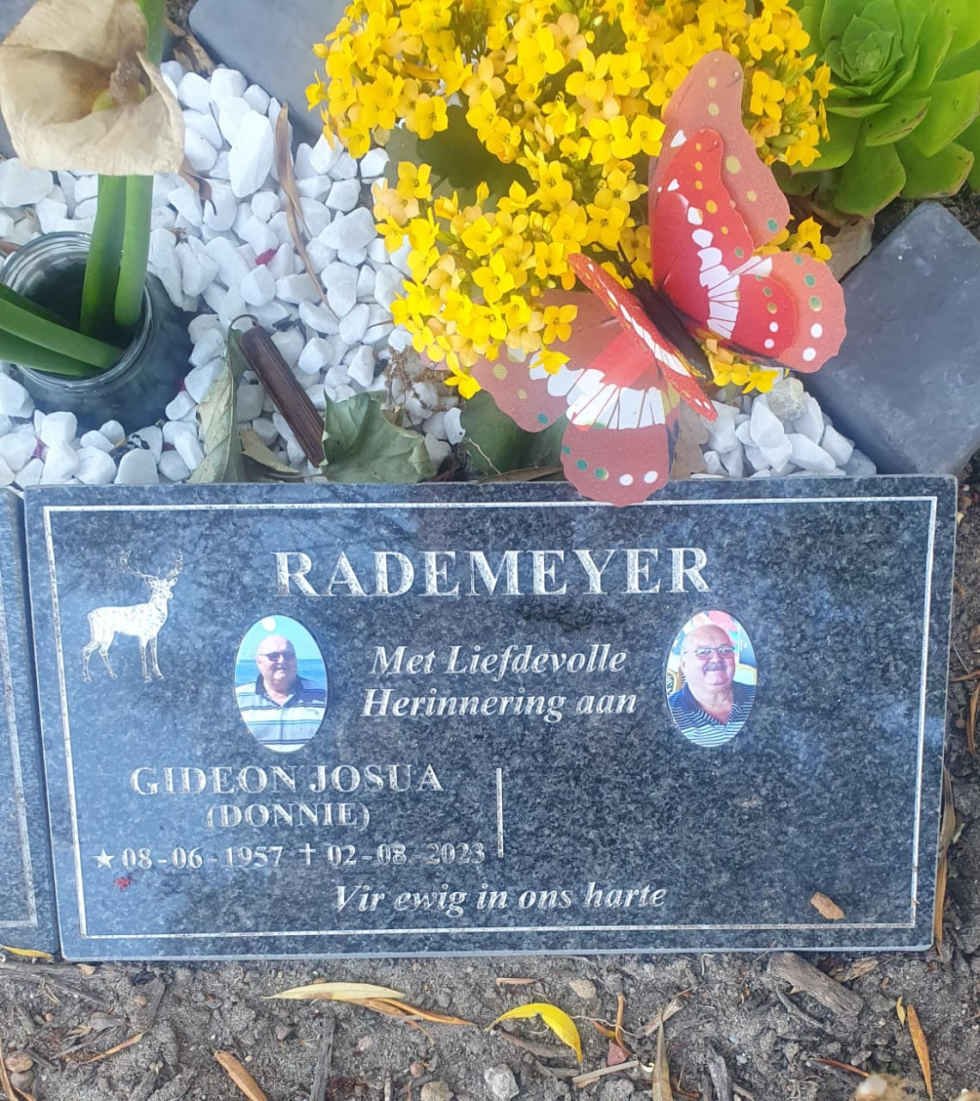 RADEMEYER
Met Liefdevolle
Herinnering aan
GIDEON JOSUA
(DONNIE)
★ 08-06-1957 † 02-08-2023
Vir ewig in ons harte